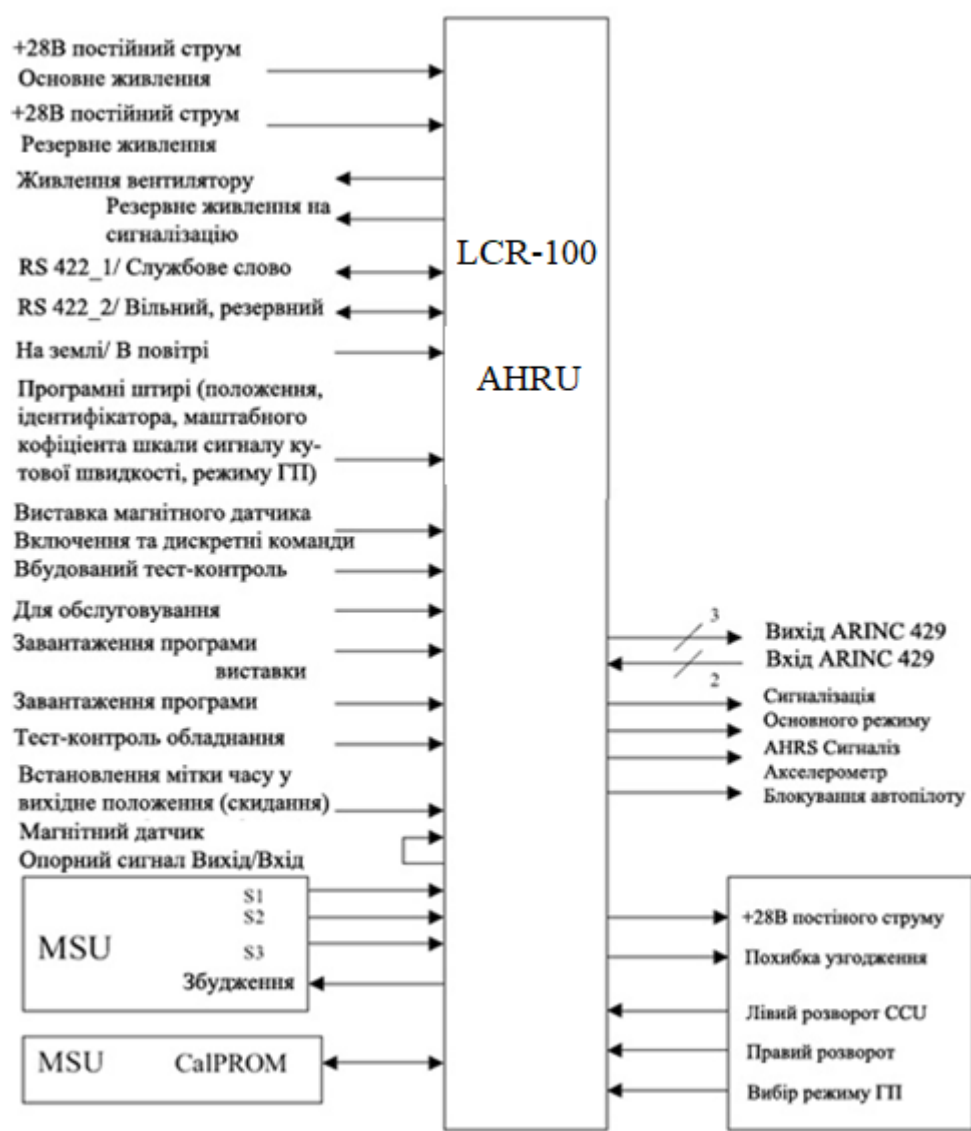 +28В постійний струм
Основне живлення
+28В постійний струм
Резервне живлення
Живлення вентилятору
Резервне живлення на
сигналізацію
RS 422_1/ Службове слово
RS 422_2/ Вільний, резервний
На землі/ В повітрі
Програмні штирі (положення,
ідентифікатора, маштабного
кофіціента шкали сигналу ку-
тової швидкості, режиму ГП)
Виставка магнітного датчика
Включення та дискретні команди
Вбудований тест-контроль
Для обслуговування
Завантаження програми
виставки
Завантаження програми
Тест-контроль обладнання
Встановлення мітки часу у
вихідне положення (скидання)
Магнітний датчик
Опорний сигнал Вихід/Вхід
MSU
S1
S2
S3
Збудження
MSU CalPROM
LCR-100
AHRU
3
Вихід ARINC 429
Вхід ARINC 429
2
Сигналізація
Основного режиму
AHRS Сигналіз
Акселерометр
Блокування автопілоту
+28В постіного струму
Похибка узгодження
Лівий розворот CCU
Правий розворот
Вибір режиму ГП